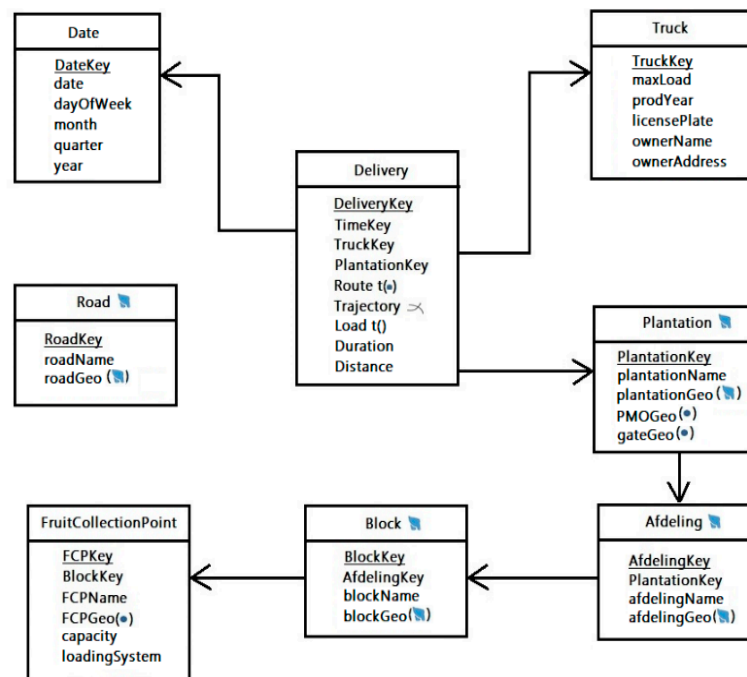 Date
DateKey
date
dayOfWeek
month
quarter
year
Truck
TruckKey
maxLoad
prodYear
licensePlate
ownerName
ownerAddress
Delivery
DeliveryKey
TimeKey
TruckKey
PlantationKey
Route t(•)
Trajectory
Load t()
Duration
Distance
Road
RoadKey
roadName
roadGeo ( )
Plantation
PlantationKey
plantationName
plantationGeo ( )
PMOGeo(•)
gateGeo(•)
FruitCollectionPoint
FCPKey
BlockKey
FCPName
FCPGeo(•)
capacity
loadingSystem
Block
BlockKey
AfdelingKey
blockName
blockGeo( )
Afdeling
AfdelingKey
PlantationKey
afdelingName
afdelingGeo( )